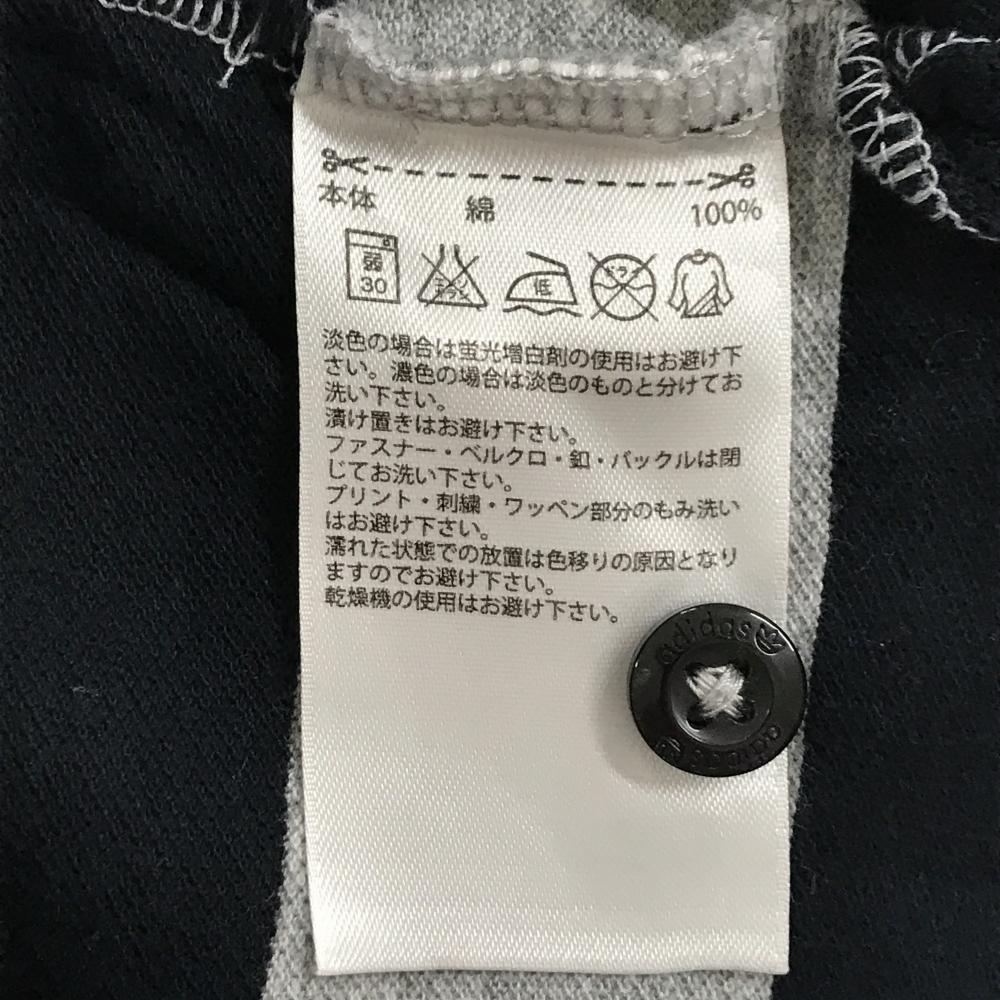 本体 綿 100%
弱 30 エンソ 低 ドライ
淡色の場合は蛍光増白剤の使用はお避け下
さい。濃色の場合は淡色のものと分けてお
洗い下さい。
漬け置きはお避け下さい。
ファスナー・ベルクロ・釦・バックルは閉
じてお洗い下さい。
プリント・刺繍・ワッペン部分のもみ洗い
はお避け下さい。
濡れた状態での放置は色移りの原因となり
ますのでお避け下さい。
乾燥機の使用はお避け下さい。
adidas
adidas